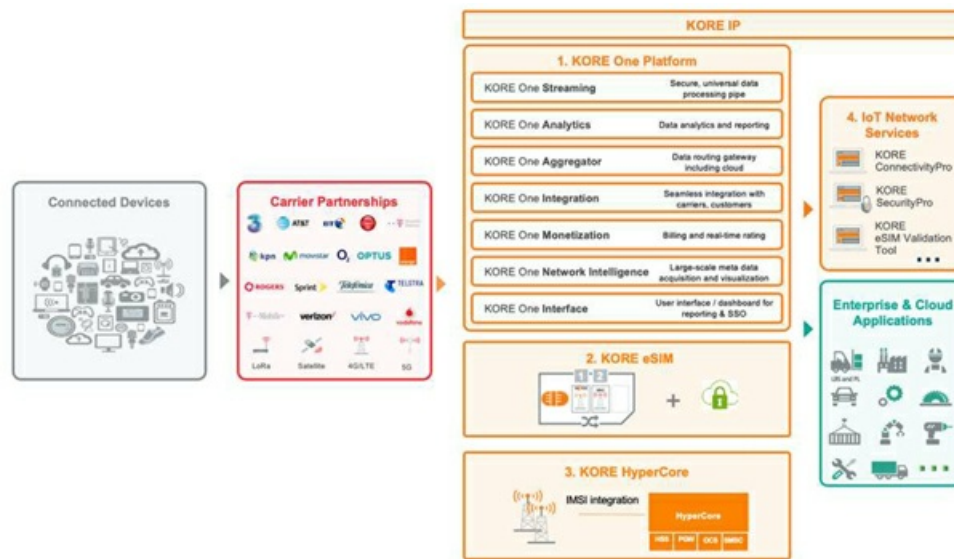 KORE IP
Connected Devices
Carrier Partnerships
3
AT&T
BT
kpn
movistar
O2
OPTUS
orange
ROGERS
Sprint
Telefónica
TELSTRA
T-Mobile
verizon
vivo
vodafone
LoRa
Satellite
4G/LTE
5G
1. KORE One Platform
KORE One Streaming
Secure, universal data
processing pipe
KORE One Analytics
Data analytics and reporting
KORE One Aggregator
Data routing gateway
including cloud
KORE One Integration
Seamless integration with
carriers, customers
KORE One Monetization
Billing and real-time rating
KORE One Network Intelligence
Large-scale meta data
acquisition and visualization
KORE One Interface
User interface / dashboard for
reporting & SSO
2. KORE eSIM
1
2
+
3. KORE HyperCore
IMSI integration
HyperCore
HSS
PGW
OCS
SMSC
4. IoT Network
Services
KORE
ConnectivityPro
KORE
SecurityPro
KORE
eSIM Validation
Tool
...
Enterprise & Cloud
Applications